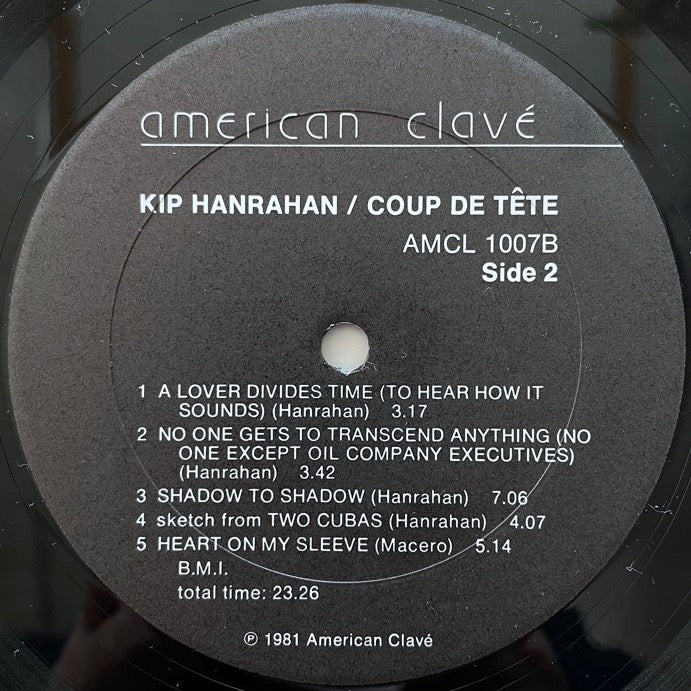 american clavé
KIP HANRAHAN / COUP DE TÊTE
AMCL 1007B
Side 2
1 A LOVER DIVIDES TIME (TO HEAR HOW IT
SOUNDS) (Hanrahan) 3.17
2 NO ONE GETS TO TRANSCEND ANYTHING (NO
ONE EXCEPT OIL COMPANY EXECUTIVES)
(Hanrahan) 3.42
3 SHADOW TO SHADOW (Hanrahan) 7.06
4 sketch from TWO CUBAS (Hanrahan) 4.07
5 HEART ON MY SLEEVE (Macero) 5.14
B.M.I.
total time: 23.26
℗ 1981 American Clavé